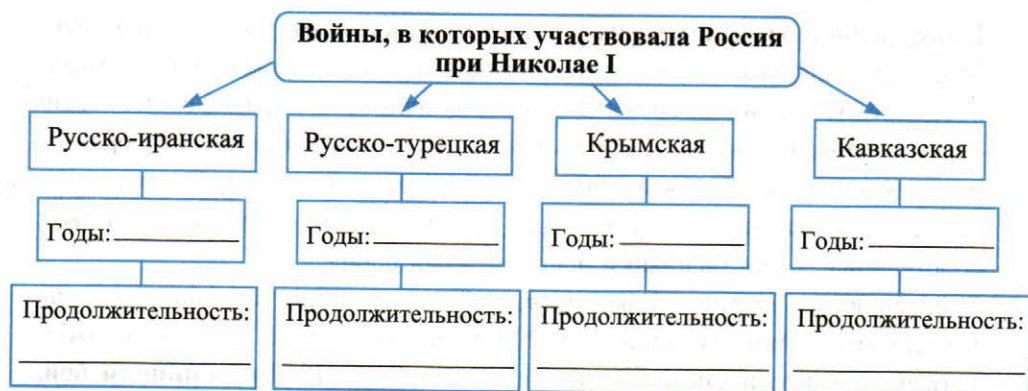 Войны, в которых участвовала Россия
при Николае I
Русско-иранская
Русско-турецкая
Крымская
Кавказская
Годы:
Годы:
Годы:
Годы:
Продолжительность:
Продолжительность:
Продолжительность:
Продолжительность: